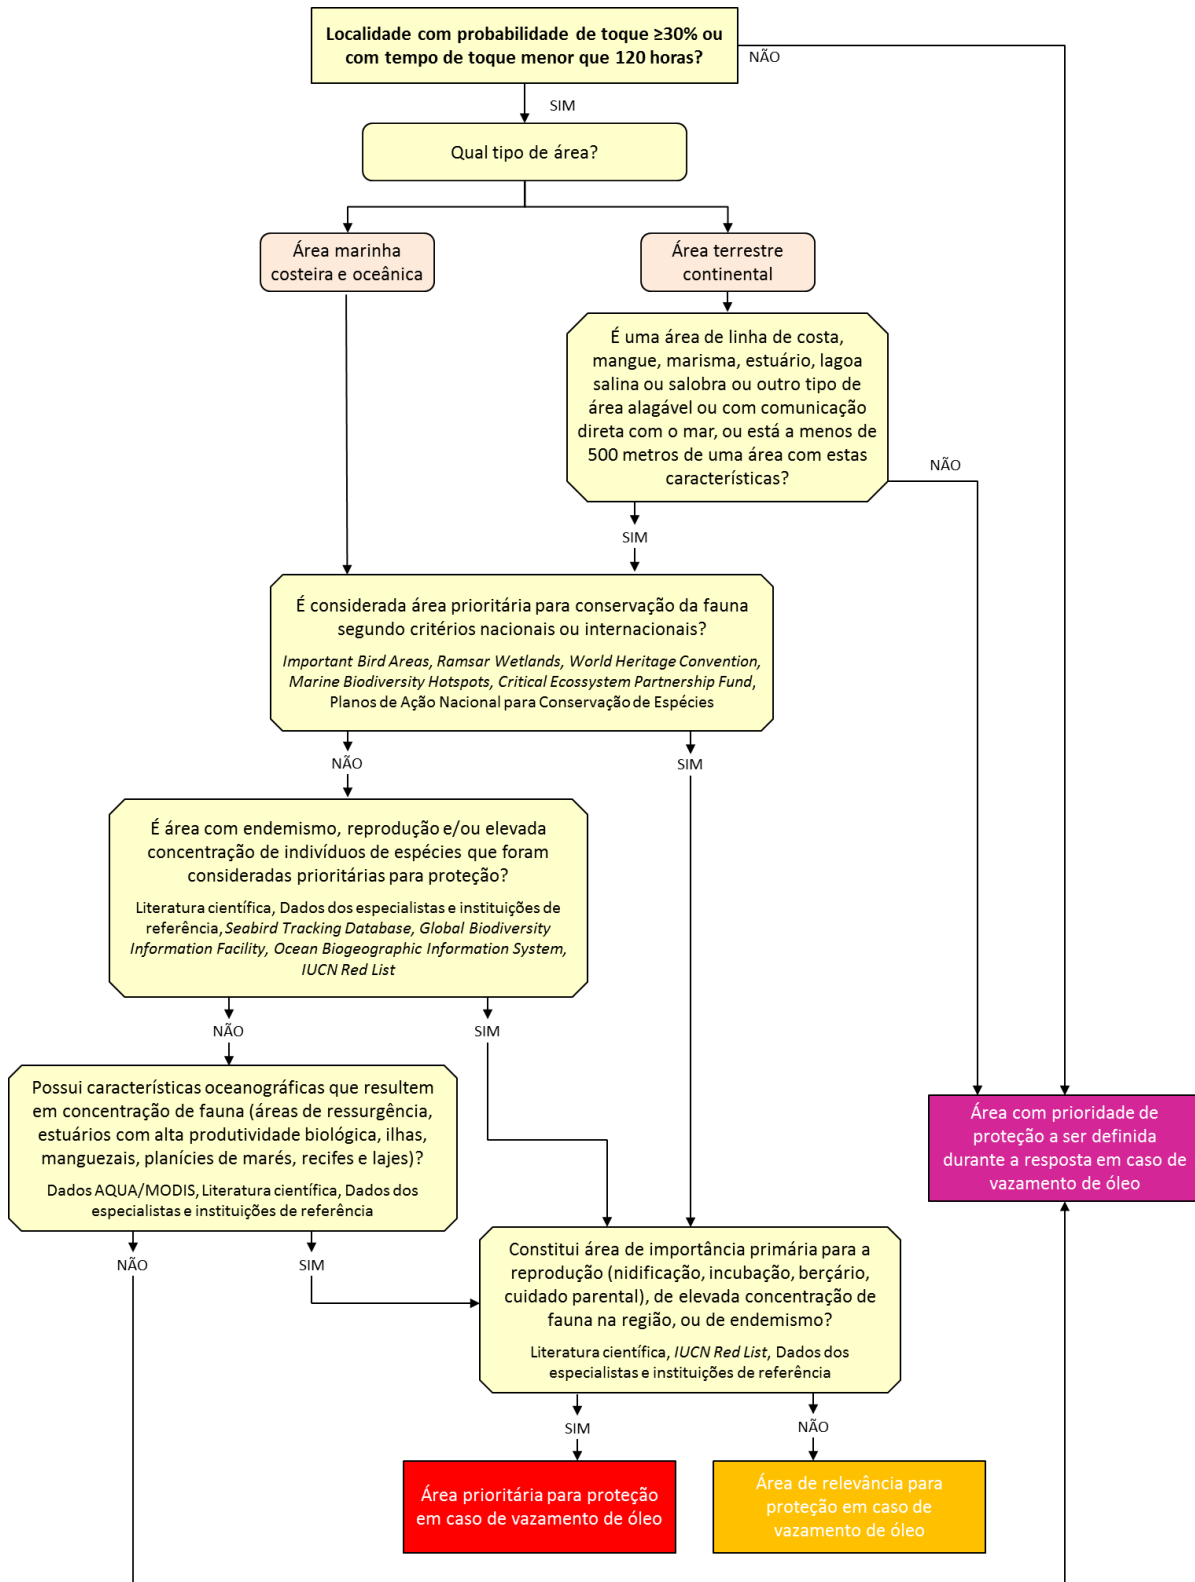 Localidade com probabilidade de toque ≥30% ou
com tempo de toque menor que 120 horas?
NÃO
SIM
Qual tipo de área?
Área marinha
costeira e oceânica
Área terrestre
continental
É uma área de linha de costa,
mangue, marisma, estuário, lagoa
salina ou salobra ou outro tipo de
área alagável ou com comunicação
direta com o mar, ou está a menos de
500 metros de uma área com estas
características?
NÃO
SIM
É considerada área prioritária para conservação da fauna
segundo critérios nacionais ou internacionais?
Important Bird Areas, Ramsar Wetlands, World Heritage Convention,
Marine Biodiversity Hotspots, Critical Ecosystem Partnership Fund,
Planos de Ação Nacional para Conservação de Espécies
NÃO
SIM
É área com endemismo, reprodução e/ou elevada
concentração de indivíduos de espécies que foram
consideradas prioritárias para proteção?
Literatura científica, Dados dos especialistas e instituições de
referência, Seabird Tracking Database, Global Biodiversity
Information Facility, Ocean Biogeographic Information System,
IUCN Red List
NÃO
SIM
Possui características oceanográficas que resultem
em concentração de fauna (áreas de ressurgência,
estuários com alta produtividade biológica, ilhas,
manguezais, planícies de marés, recifes e lajes)?
Dados AQUA/MODIS, Literatura científica, Dados dos
especialistas e instituições de referência
Área com prioridade de
proteção a ser definida
durante a resposta em caso de
vazamento de óleo
NÃO
SIM
Constitui área de importância primária para a
reprodução (nidificação, incubação, berçário,
cuidado parental), de elevada concentração de
fauna na região, ou de endemismo?
Literatura científica, IUCN Red List, Dados dos
especialistas e instituições de referência
SIM
NÃO
Área prioritária para proteção
em caso de vazamento de óleo
Área de relevância para
proteção em caso de
vazamento de óleo